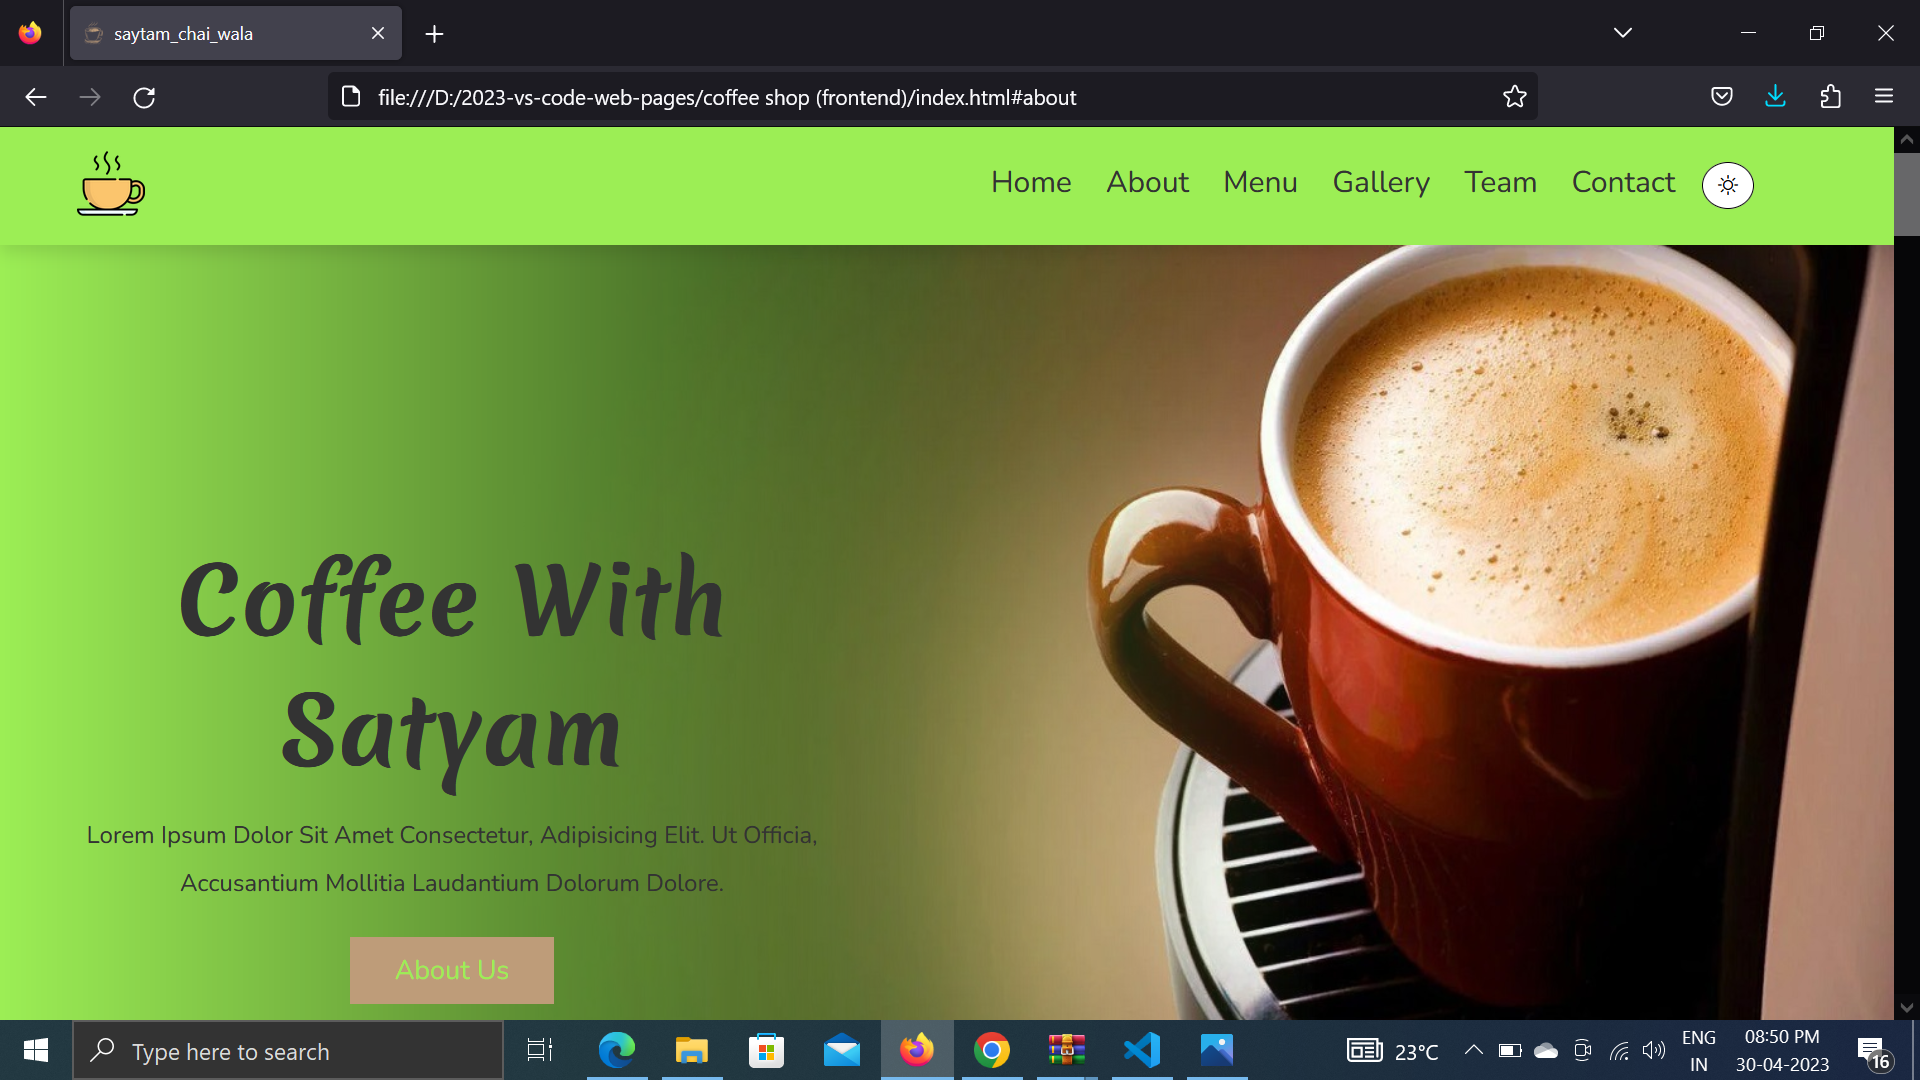 saytam_chai_wala
file:///D:/2023-vs-code-web-pages/coffee shop (frontend)/index.html#about
Home About Menu Gallery Team Contact
Coffee With
Satyam
Lorem Ipsum Dolor Sit Amet Consectetur, Adipisicing Elit. Ut Officia,
Accusantium Mollitia Laudantium Dolorum Dolore.
About Us
Type here to search
23°C
ENG
IN
08:50 PM
30-04-2023
16